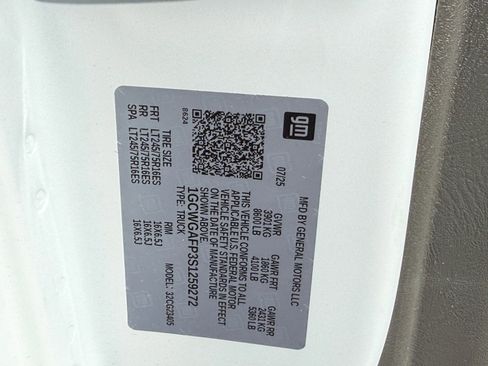 gm
MFD BY GENERAL MOTORS LLC
07/25
GVWR GAWR FRT GAWR RR
3901 KG 1860 KG 2431 KG
8600 LB 4100 LB 5360 LB
THIS VEHICLE CONFORMS TO ALL
APPLICABLE U.S. FEDERAL MOTOR
VEHICLE SAFETY STANDARDS IN EFFECT
ON THE DATE OF MANUFACTURE
SHOWN ABOVE.
1GCWGAFP3S1259272
TYPE: TRUCK MODEL: 32CG23405
8624
TIRE SIZE RIM
FRT LT245/75R16ES 16X6.5J
RR LT245/75R16ES 16X6.5J
SPA LT245/75R16ES 16X6.5J